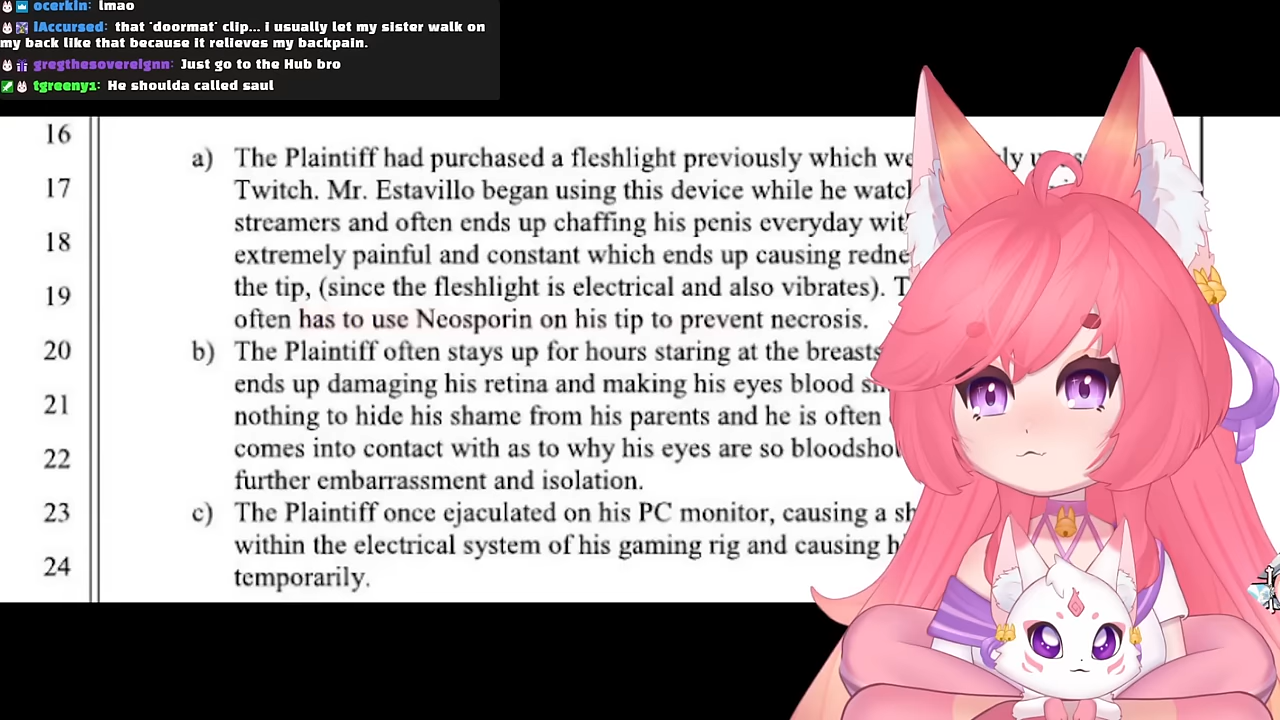 ocerkin: lmao
lAccursed: that 'doormat' clip... i usually let my sister walk on
my back like that because it relieves my backpain.
gregthesovereignn: Just go to the Hub bro
tgreeny1: He shoulda called saul
16
a) The Plaintiff had purchased a fleshlight previously which we
17
Twitch. Mr. Estavillo began using this device while he watch
streamers and often ends up chaffing his penis everyday wit
18
extremely painful and constant which ends up causing redne
19
the tip, (since the fleshlight is electrical and also vibrates). T
often has to use Neosporin on his tip to prevent necrosis.
20
b) The Plaintiff often stays up for hours staring at the breasts
ends up damaging his retina and making his eyes blood s
21
nothing to hide his shame from his parents and he is often
22
comes into contact with as to why his eyes are so bloodsho
further embarrassment and isolation.
23
c) The Plaintiff once ejaculated on his PC monitor, causing a sh
24
within the electrical system of his gaming rig and causing h
temporarily.